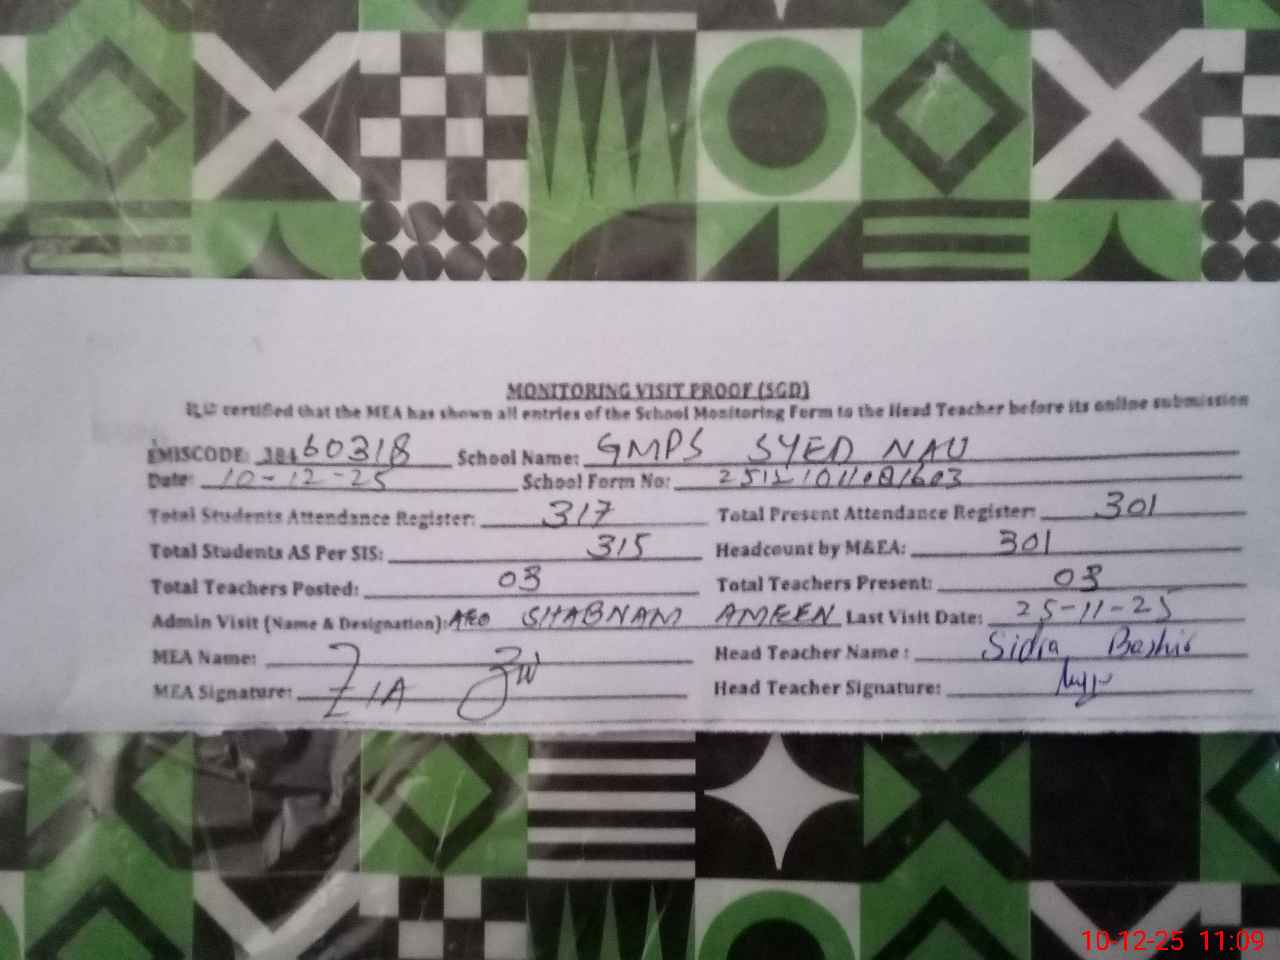 MONITORING VISIT PROOF (SGD)
It is certified that the MEA has shown all entries of the School Monitoring Form to the Head Teacher before its online submission
EMISCODE: 38460318 School Name: GMPS SYED NAU
Date: 10-12-25 School Form No:
Total Students Attendance Register: 317 Total Present Attendance Register: 301
Total Students AS Per SIS: 315 Headcount by M&EA: 301
Total Teachers Posted: 03 Total Teachers Present: 03
Admin Visit (Name & Designation): AEO SHABNAM AMEEN Last Visit Date: 25-11-25
MEA Name: Head Teacher Name : Sidra Bashir
MEA Signature: ZIA Head Teacher Signature:
10-12-25 11:09